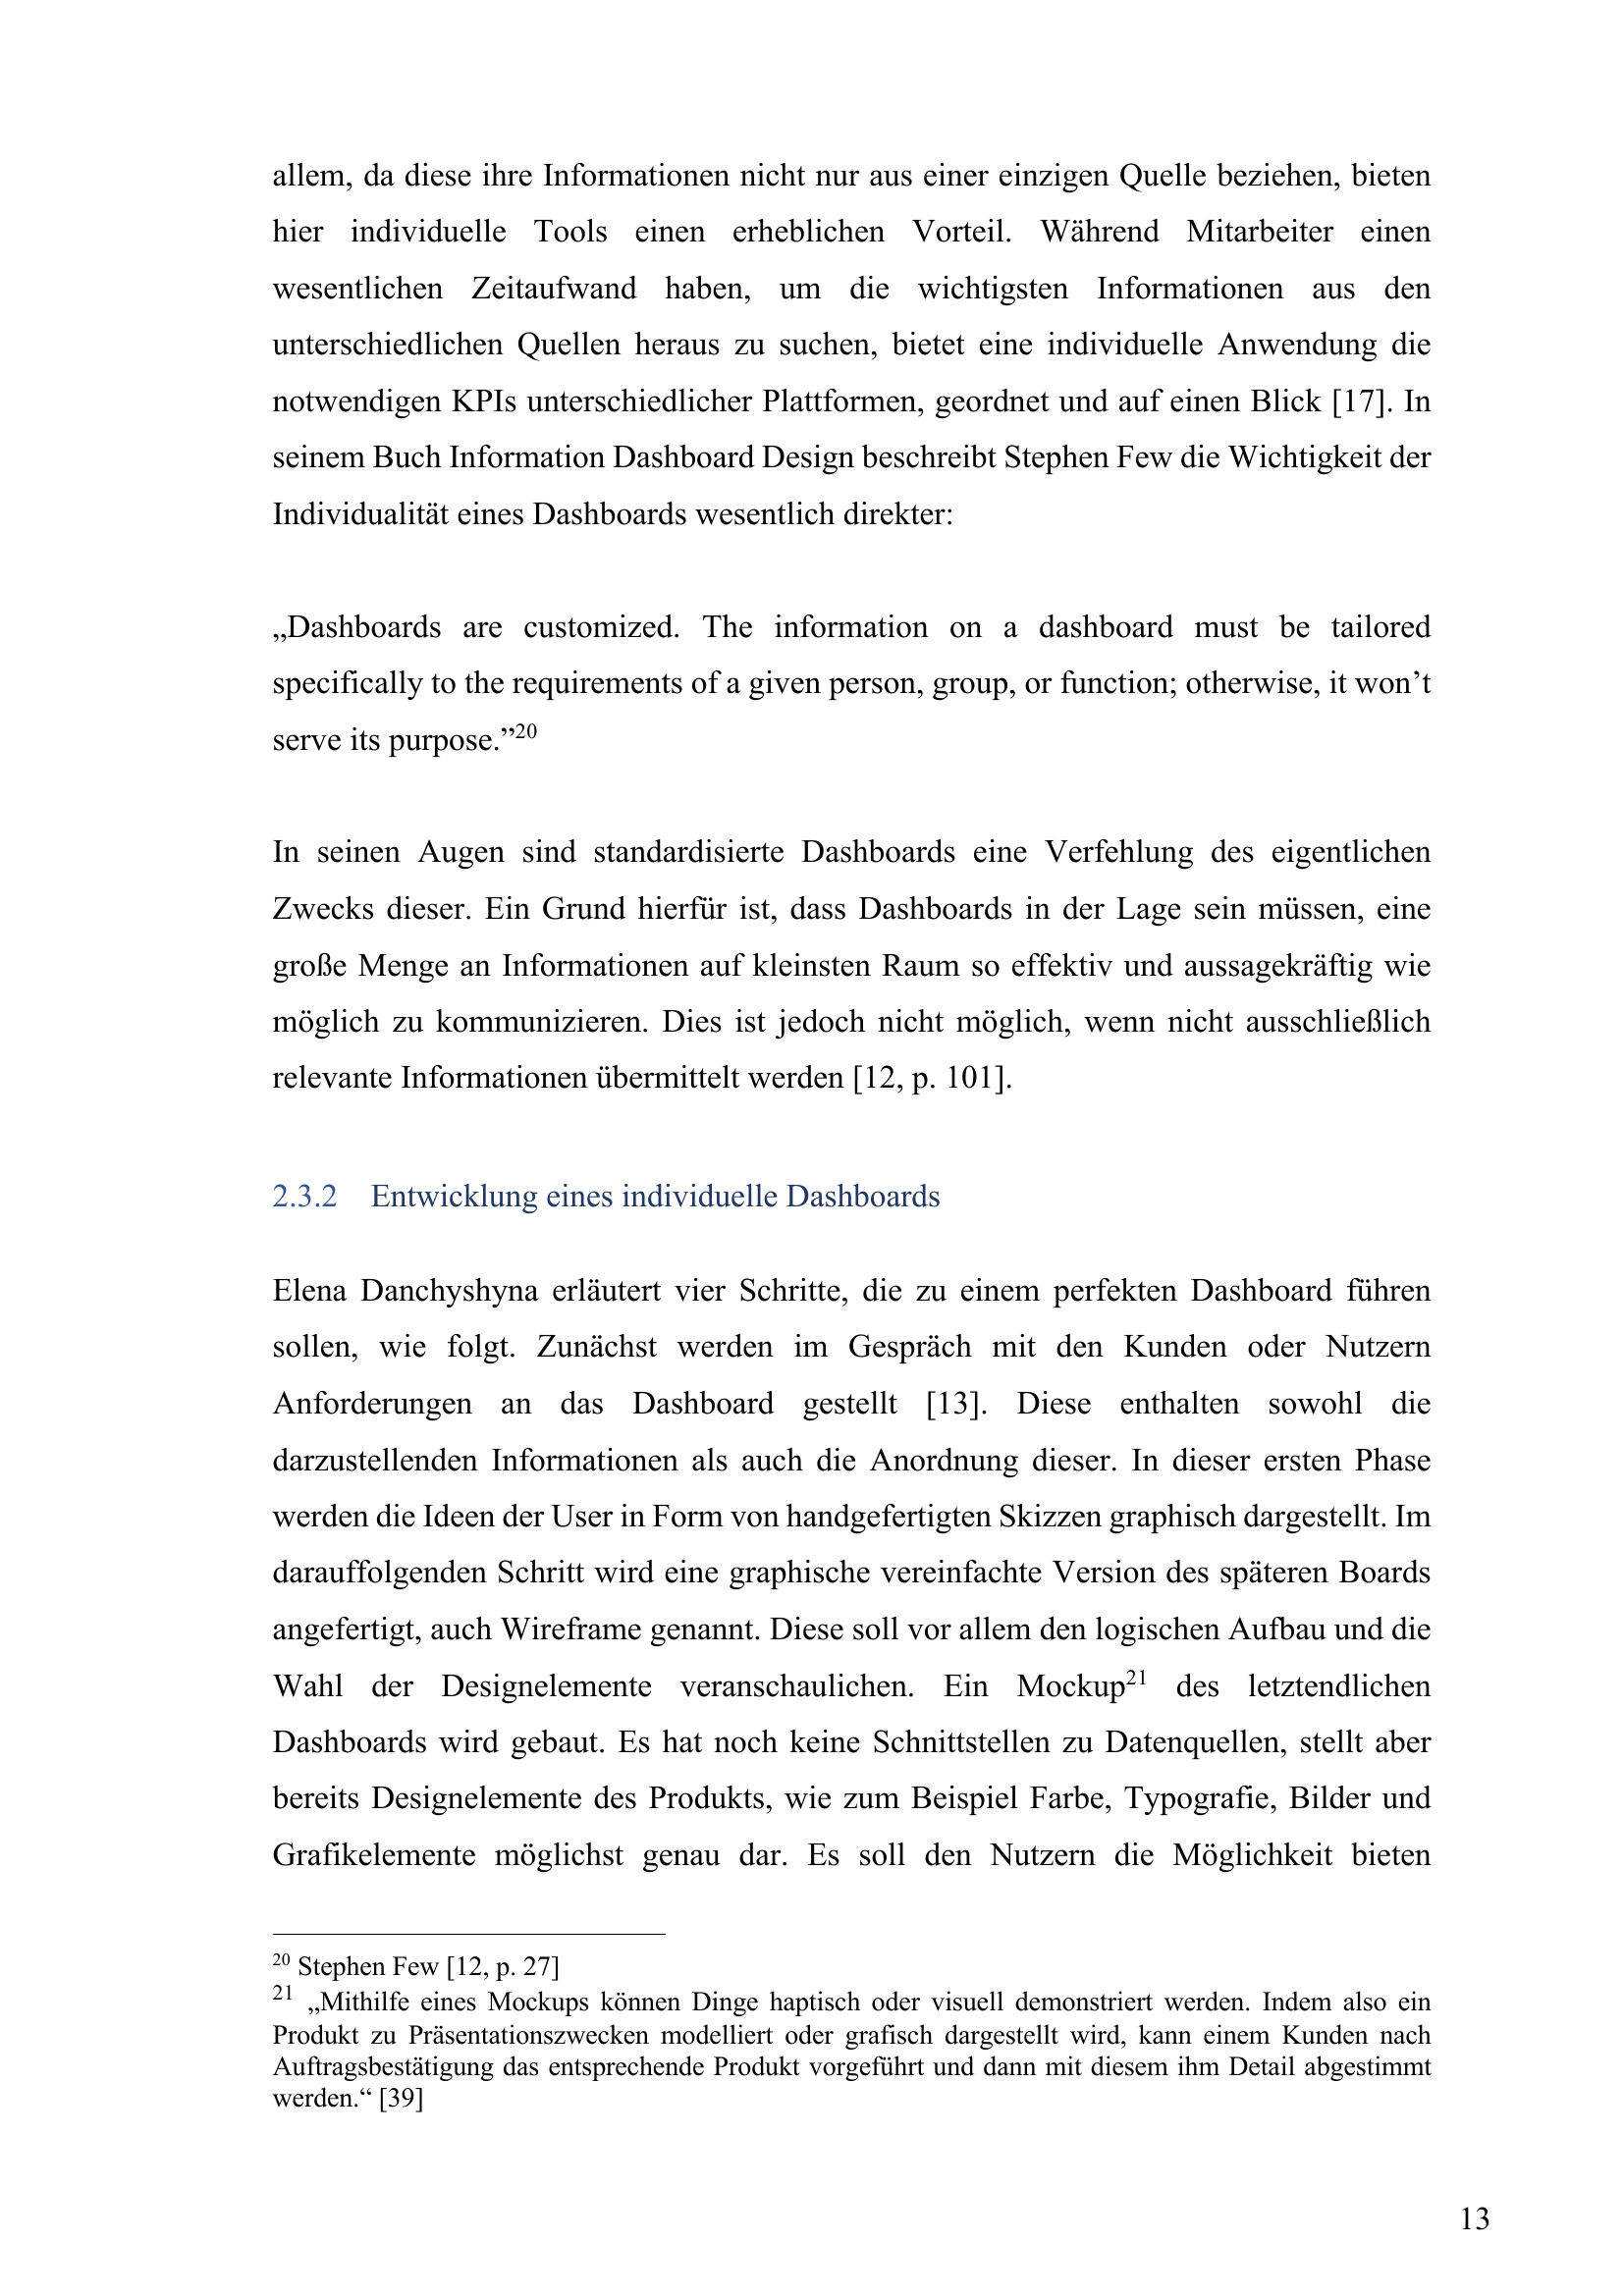 allem, da diese ihre Informationen nicht nur aus einer einzigen Quelle beziehen, bieten
hier individuelle Tools einen erheblichen Vorteil. Während Mitarbeiter einen
wesentlichen Zeitaufwand haben, um die wichtigsten Informationen aus den
unterschiedlichen Quellen heraus zu suchen, bietet eine individuelle Anwendung die
notwendigen KPIs unterschiedlicher Plattformen, geordnet und auf einen Blick [17]. In
seinem Buch Information Dashboard Design beschreibt Stephen Few die Wichtigkeit der
Individualität eines Dashboards wesentlich direkter:
„Dashboards are customized. The information on a dashboard must be tailored
specifically to the requirements of a given person, group, or function; otherwise, it won’t
serve its purpose.”20
In seinen Augen sind standardisierte Dashboards eine Verfehlung des eigentlichen
Zwecks dieser. Ein Grund hierfür ist, dass Dashboards in der Lage sein müssen, eine
große Menge an Informationen auf kleinsten Raum so effektiv und aussagekräftig wie
möglich zu kommunizieren. Dies ist jedoch nicht möglich, wenn nicht ausschließlich
relevante Informationen übermittelt werden [12, p. 101].
2.3.2 Entwicklung eines individuelle Dashboards
Elena Danchyshyna erläutert vier Schritte, die zu einem perfekten Dashboard führen
sollen, wie folgt. Zunächst werden im Gespräch mit den Kunden oder Nutzern
Anforderungen an das Dashboard gestellt [13]. Diese enthalten sowohl die
darzustellenden Informationen als auch die Anordnung dieser. In dieser ersten Phase
werden die Ideen der User in Form von handgefertigten Skizzen graphisch dargestellt. Im
darauffolgenden Schritt wird eine graphische vereinfachte Version des späteren Boards
angefertigt, auch Wireframe genannt. Diese soll vor allem den logischen Aufbau und die
Wahl der Designelemente veranschaulichen. Ein Mockup21 des letztendlichen
Dashboards wird gebaut. Es hat noch keine Schnittstellen zu Datenquellen, stellt aber
bereits Designelemente des Produkts, wie zum Beispiel Farbe, Typografie, Bilder und
Grafikelemente möglichst genau dar. Es soll den Nutzern die Möglichkeit bieten
20 Stephen Few [12, p. 27]
21 „Mithilfe eines Mockups können Dinge haptisch oder visuell demonstriert werden. Indem also ein
Produkt zu Präsentationszwecken modelliert oder grafisch dargestellt wird, kann einem Kunden nach
Auftragsbestätigung das entsprechende Produkt vorgeführt und dann mit diesem ihm Detail abgestimmt
werden.“ [39]
13